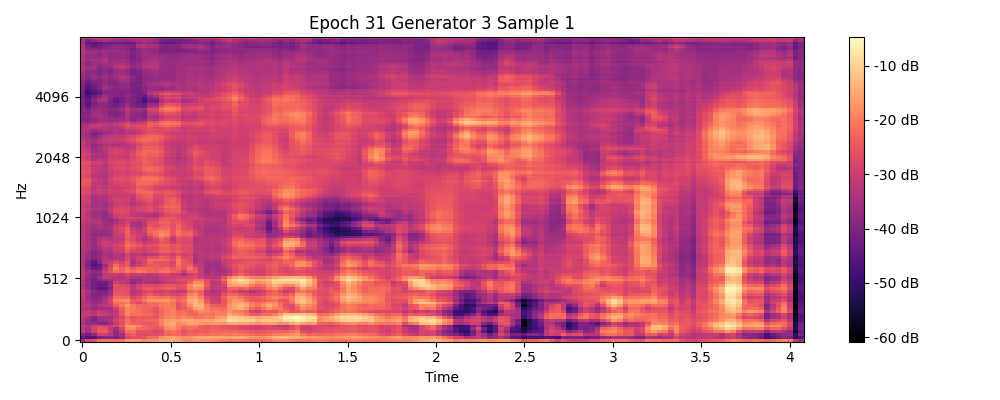 Epoch 31 Generator 3 Sample 1
Hz
4096
2048
1024
512
0
0 0.5 1 1.5 2 2.5 3 3.5 4
Time
-10 dB
-20 dB
-30 dB
-40 dB
-50 dB
-60 dB